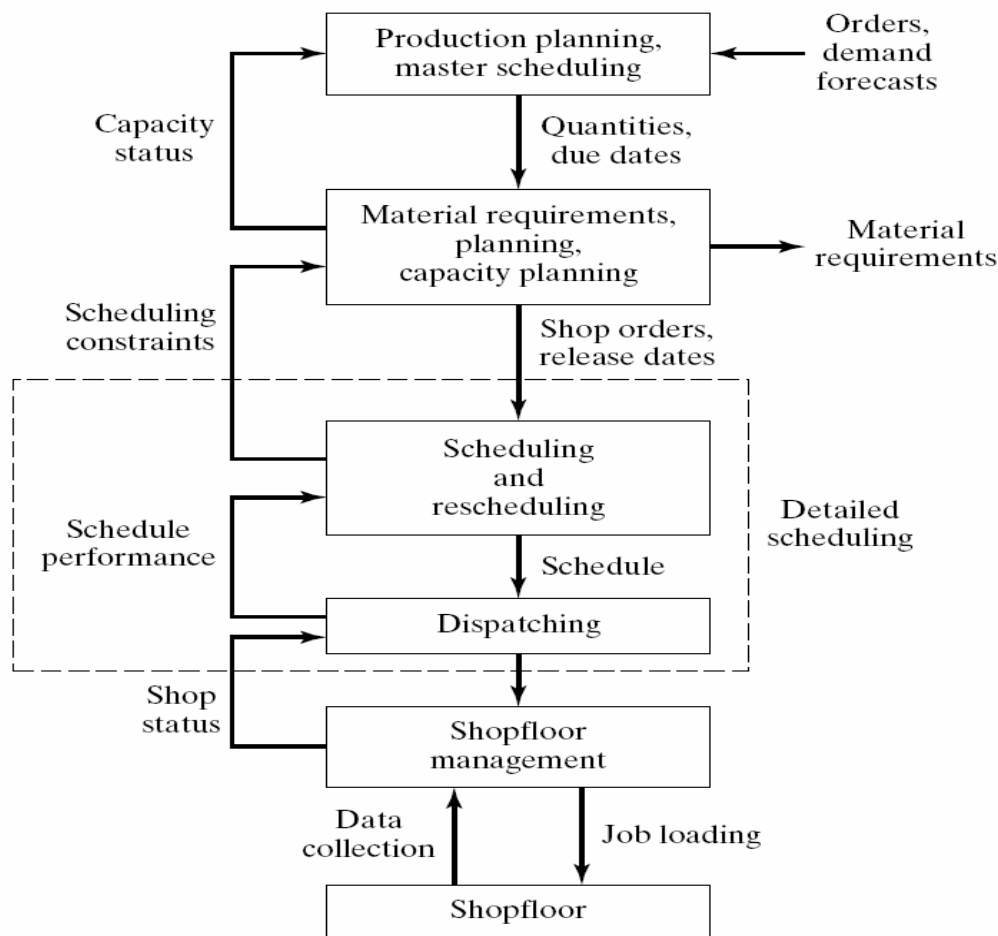 Production planning,
master scheduling
Orders,
demand
forecasts
Capacity
status
Quantities,
due dates
Material requirements,
planning,
capacity planning
Material
requirements
Scheduling
constraints
Shop orders,
release dates
Scheduling
and
rescheduling
Detailed
scheduling
Schedule
performance
Schedule
Dispatching
Shop
status
Shopfloor
management
Data
collection
Job loading
Shopfloor